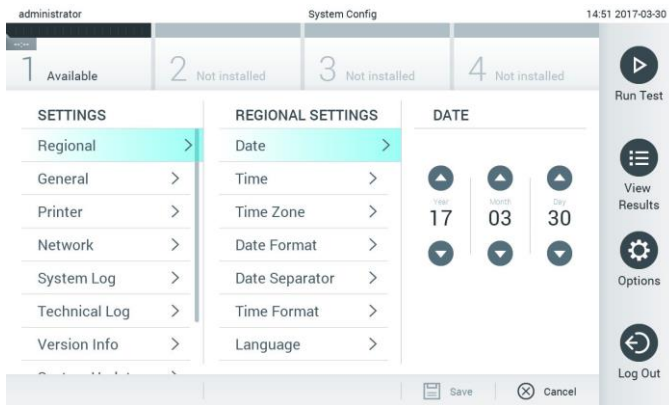 administrator System Config 14:51 2017-03-30
--:--
1 Available 2 Not installed 3 Not installed 4 Not installed
Run Test
SETTINGS REGIONAL SETTINGS DATE
Regional Date
General Time
Year Month Day
17 03 30
View Results
Printer Time Zone
Network Date Format
System Log Date Separator
Options
Technical Log Time Format
Version Info Language
Log Out
Save Cancel